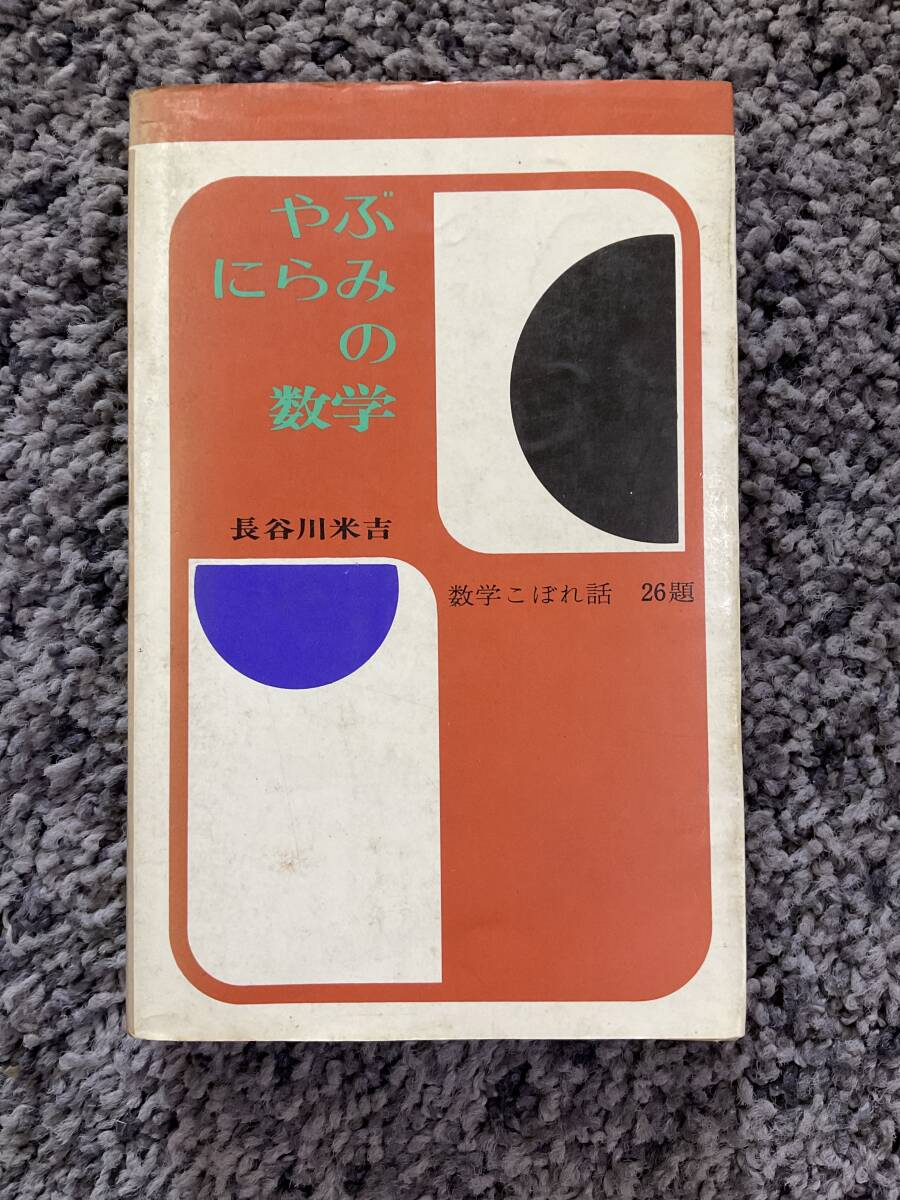 やぶ
にらみ
の
数学
長谷川米吉
数学こぼれ話　26題